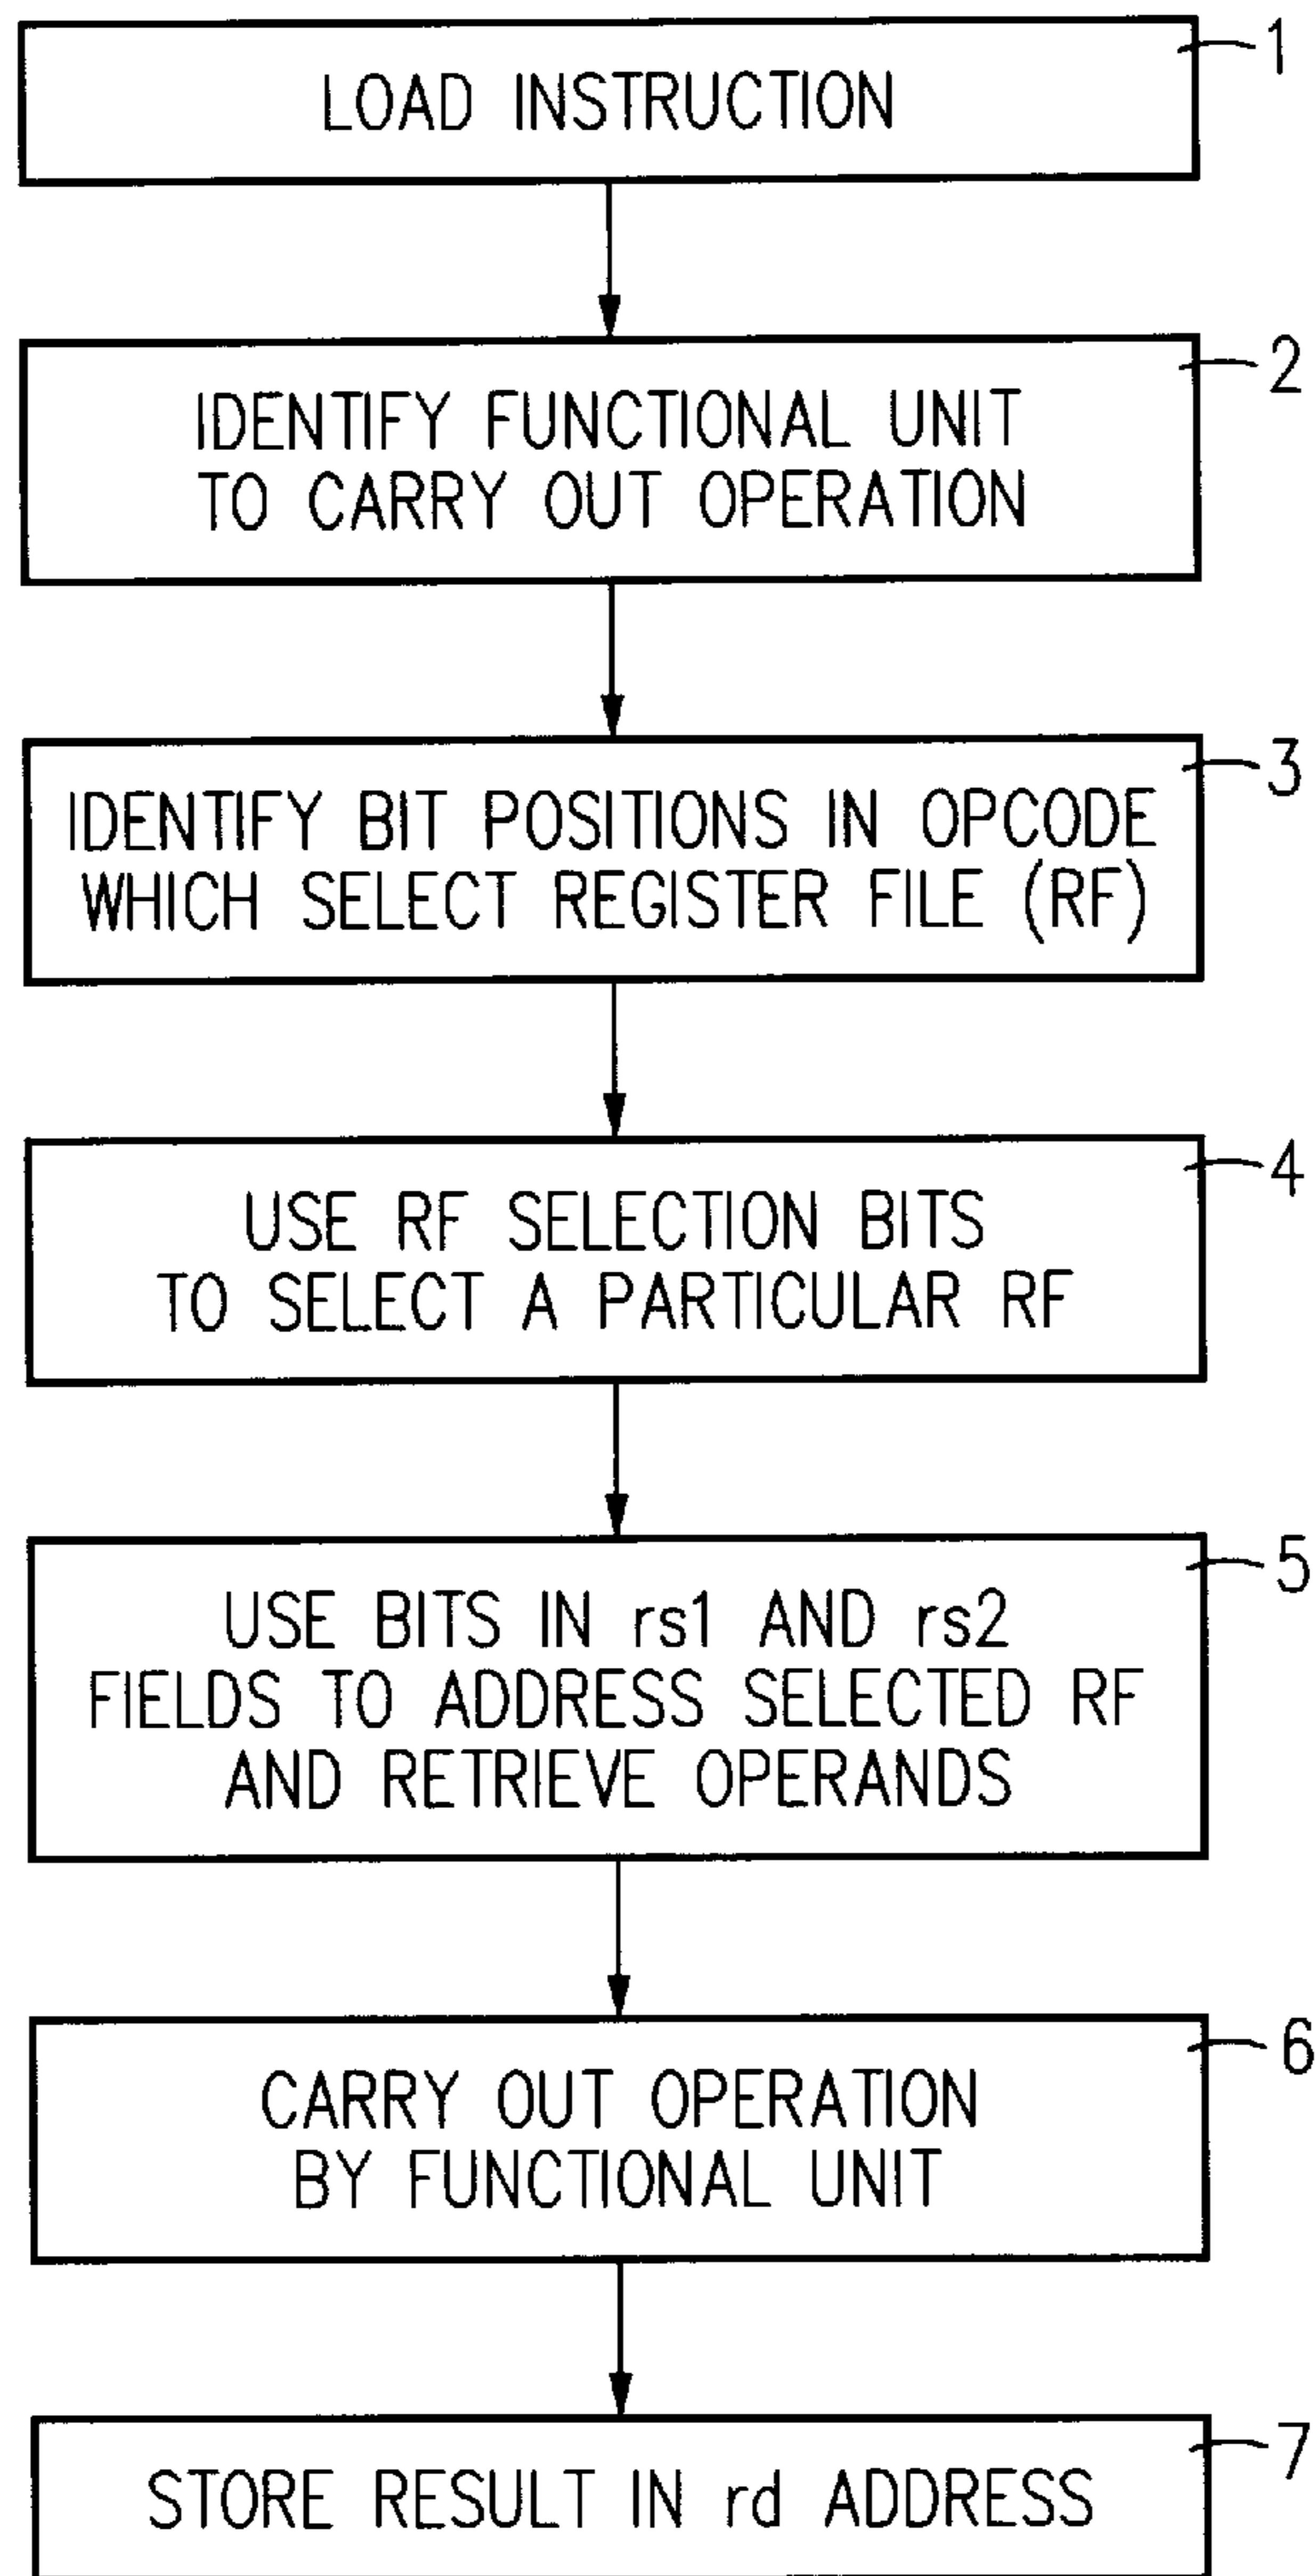 1
LOAD INSTRUCTION
2
IDENTIFY FUNCTIONAL UNIT
TO CARRY OUT OPERATION
3
IDENTIFY BIT POSITIONS IN OPCODE
WHICH SELECT REGISTER FILE (RF)
4
USE RF SELECTION BITS
TO SELECT A PARTICULAR RF
5
USE BITS IN rs1 AND rs2
FIELDS TO ADDRESS SELECTED RF
AND RETRIEVE OPERANDS
6
CARRY OUT OPERATION
BY FUNCTIONAL UNIT
7
STORE RESULT IN rd ADDRESS